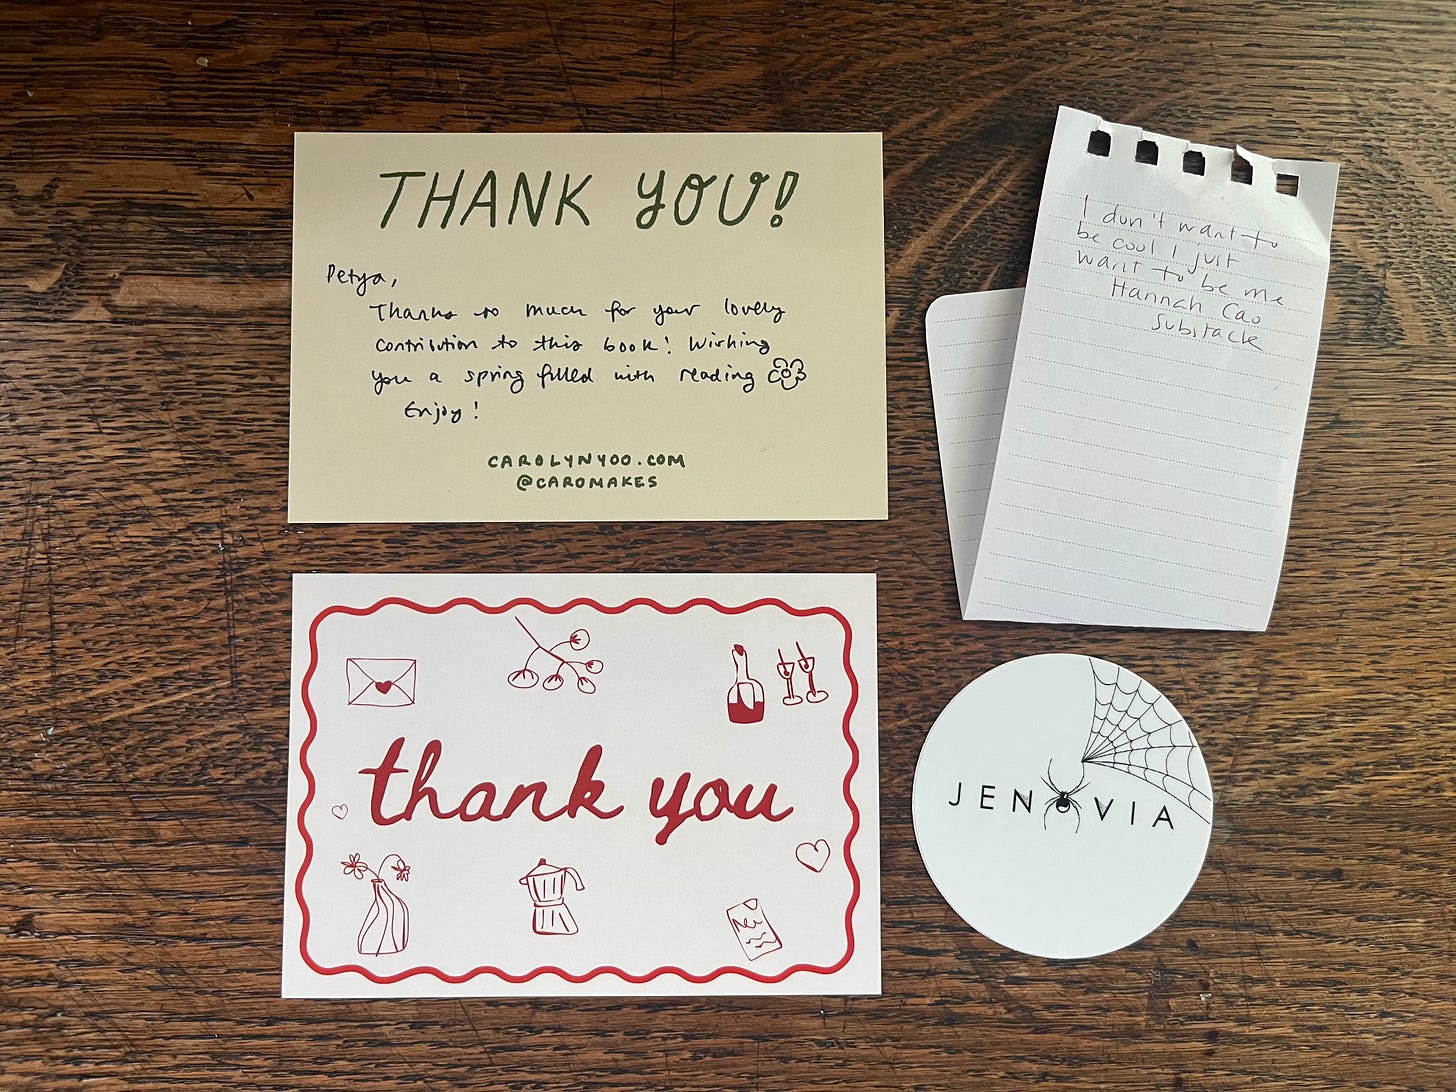 THANK YOU!
Petya,
Thanks so much for your lovely
contribution to this book! Wishing
you a spring filled with reading
Enjoy!
CAROLYNYOO.COM
@CAROMAKES
I don't want to
be cool I just
want to be me
Hannah Cao
Substack
thank you
JENOVIA